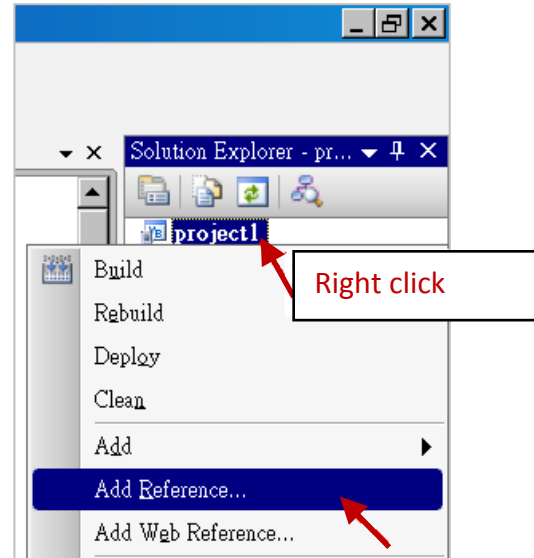 Solution Explorer - pr...
project1
Right click
Build
Rebuild
Deploy
Clean
Add
Add Reference...
Add Web Reference...